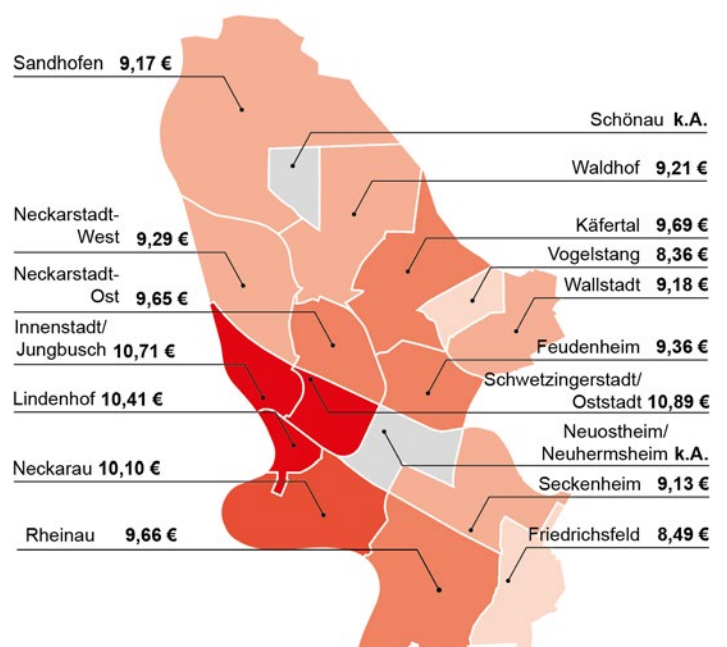 Sandhofen 9,17 €
Schönau k.A.
Waldhof 9,21 €
Neckarstadt-
West 9,29 €
Käfertal 9,69 €
Vogelstang 8,36 €
Wallstadt 9,18 €
Neckarstadt-
Ost 9,65 €
Innenstadt/
Jungbusch 10,71 €
Feudenheim 9,36 €
Schwetzingerstadt/
Oststadt 10,89 €
Lindenhof 10,41 €
Neuostheim/
Neuhermsheim k.A.
Neckarau 10,10 €
Seckenheim 9,13 €
Rheinau 9,66 €
Friedrichsfeld 8,49 €